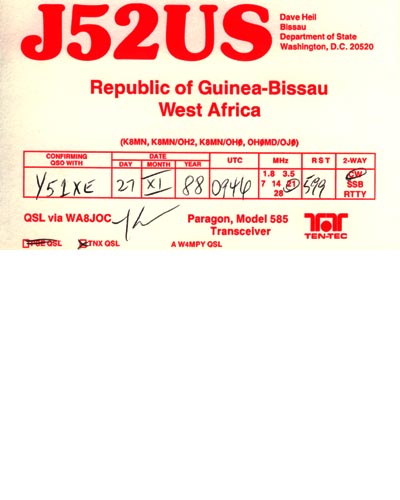 J52US
Dave Heil
Bissau
Department of State
Washington, D.C. 20520
Republic of Guinea-Bissau
West Africa
(K8MN, K8MN/OH2, K8MN/OHØ, OHØMD/OJØ)
CONFIRMING QSO WITH DATE DAY MONTH YEAR UTC MHz RST 2-WAY
Y51XE 27 XI 88 0946 1.8 3.5 7 14 21 28 599 CW SSB RTTY
QSL via WA8JOC Paragon, Model 585
Transceiver
TEN-TEC
PSE QSL TNX QSL A W4MPY QSL